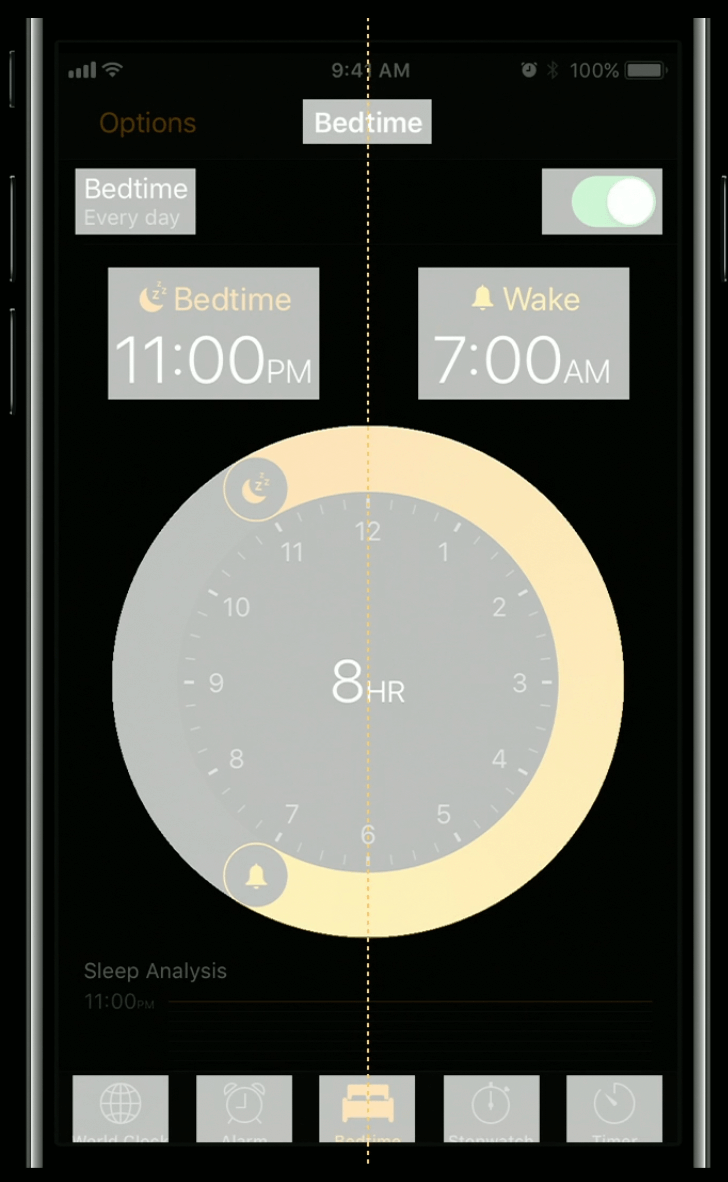 9:41 AM 100%
Options Bedtime
Bedtime
Every day
zzz Bedtime Wake
11:00PM 7:00AM
zzz
12
11 1
10 2
9 8HR 3
8 4
7 5
6
Sleep Analysis
11:00PM
World Clock Alarm Bedtime Stopwatch Timer